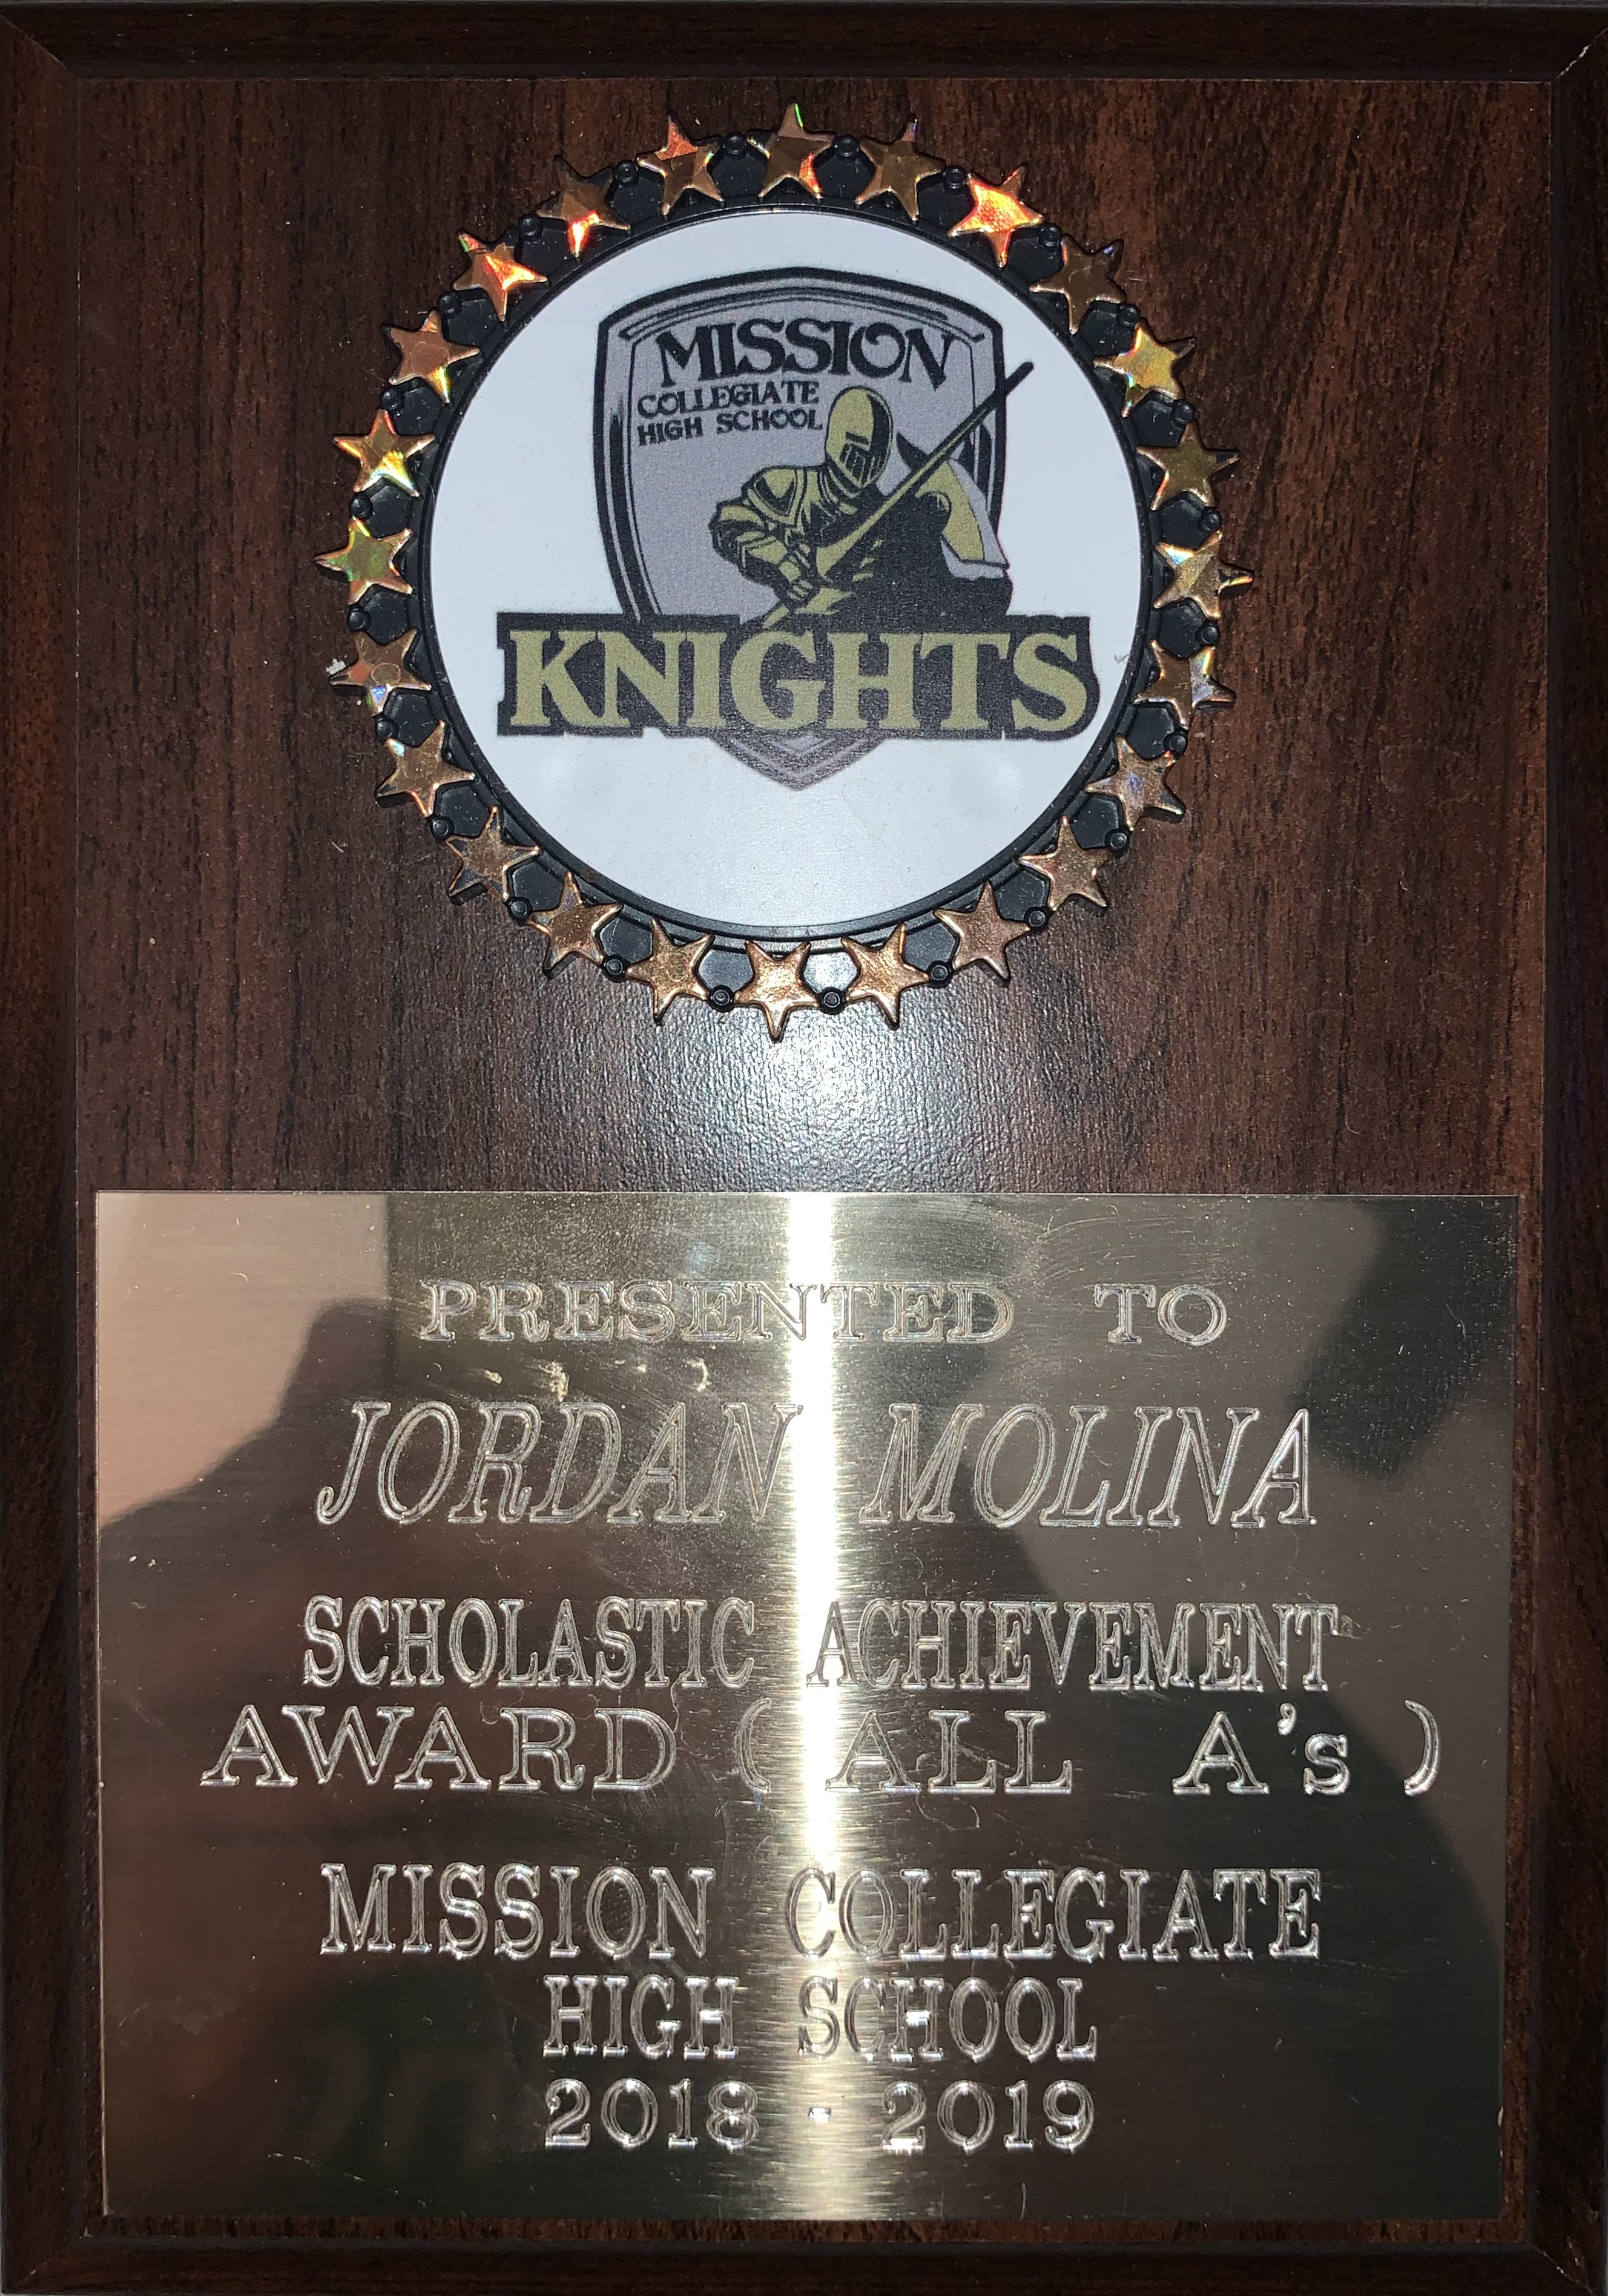 MISSION
COLLEGIATE
HIGH SCHOOL
KNIGHTS
PRESENTED TO
JORDAN MOLINA
SCHOLASTIC ACHIEVEMENT
AWARD ( ALL A's )
MISSION COLLEGIATE
HIGH SCHOOL
2018 - 2019